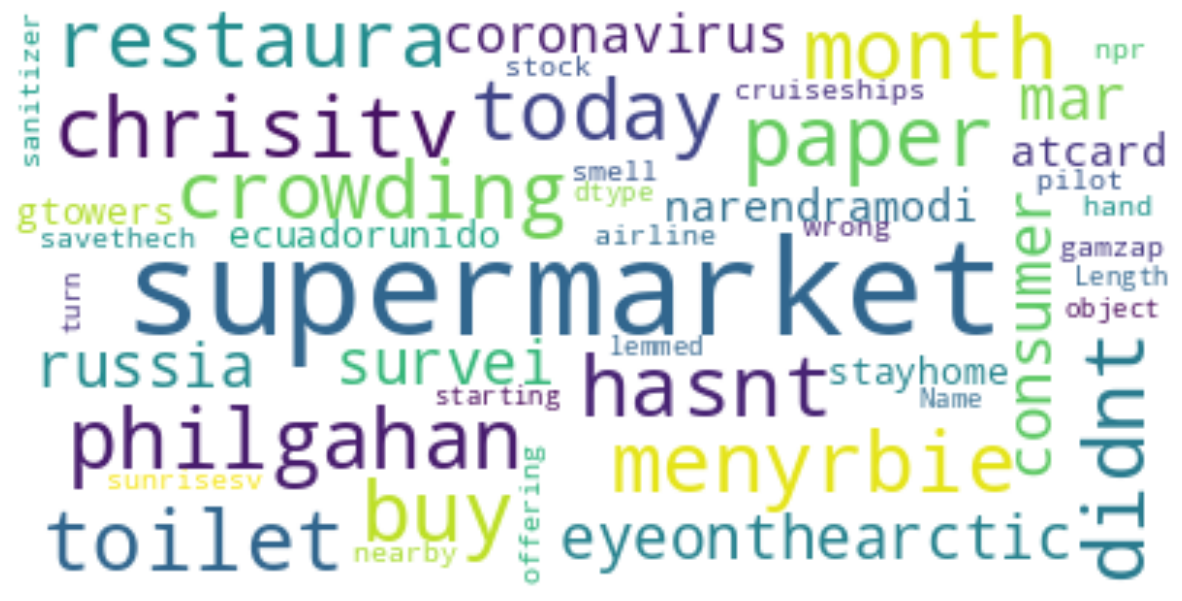 restaura
coronavirus
month
npr
sanitizer
stock
chrisitv
today
cruiseships
mar
paper
atcard
crowding
smell
dtype
pilot
gtowers
narendramodi
hand
savethech
ecuadorunido
airline
wrong
consumer
gamzap
supermarket
Length
turn
object
russia
survei
lemmed
hasnt
stayhome
starting
Name
didnt
philgahan
menyrbie
sunrisesv
offering
toilet
buy
nearby
eyeonthearctic